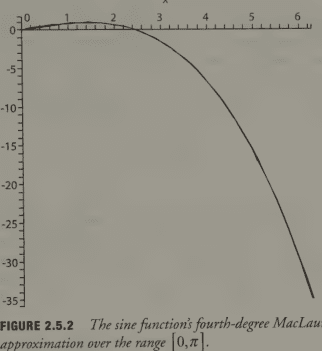 x
0 1 2 3 4 5 6
0
-5
-10
-15
-20
-25
-30
-35
FIGURE 2.5.2 The sine function's fourth-degree MacLau
approximation over the range [0,π].